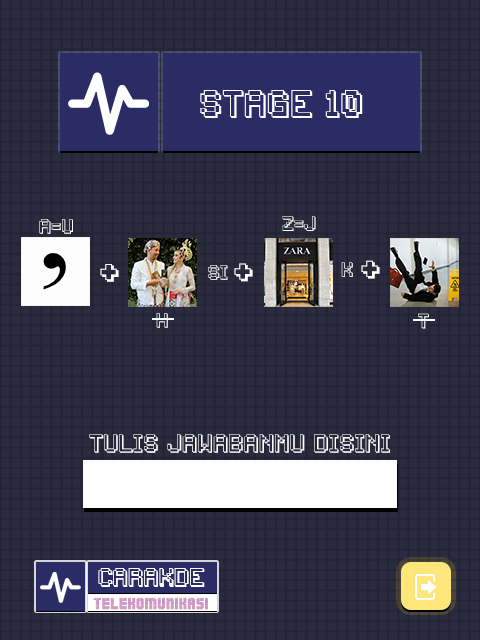 STAGE 10
A=U
Z=J
,
SI
ZARA
K
H
T
TULIS JAWABANMU DISINI
CARAKDE
TELEKOMUNIKASI